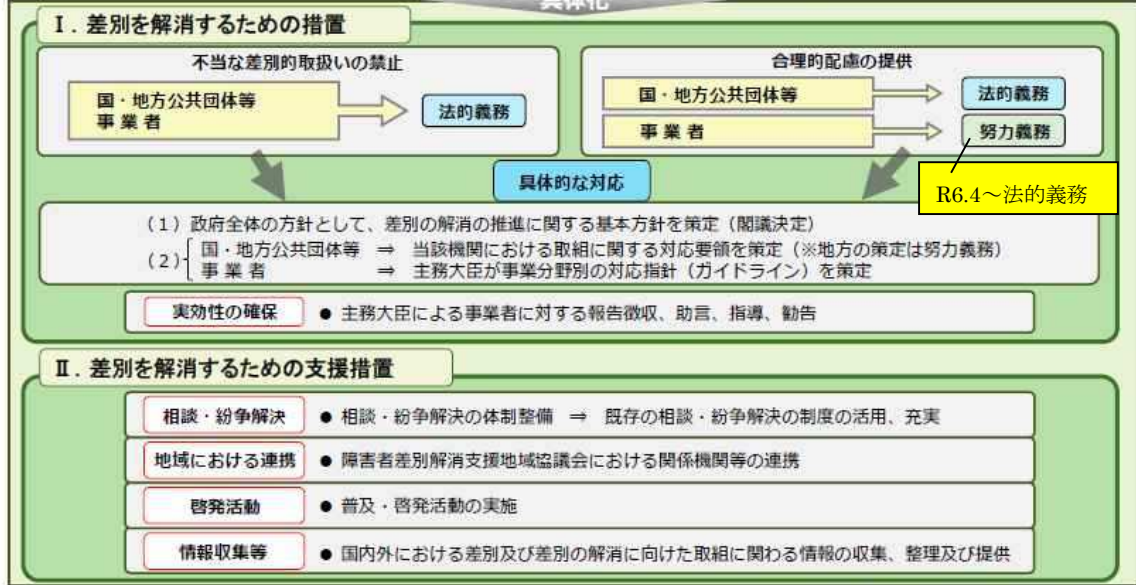 具体化
Ⅰ．差別を解消するための措置
不当な差別的取扱いの禁止
国・地方公共団体等
事業者
法的義務
合理的配慮の提供
国・地方公共団体等
法的義務
事業者
努力義務
R6.4～法的義務
具体的な対応
（1）政府全体の方針として、差別の解消の推進に関する基本方針を策定（閣議決定）
（2） 国・地方公共団体等 ⇒ 当該機関における取組に関する対応要領を策定（※地方の策定は努力義務）
事業者 ⇒ 主務大臣が事業分野別の対応指針（ガイドライン）を策定
実効性の確保 ● 主務大臣による事業者に対する報告徴収、助言、指導、勧告
Ⅱ．差別を解消するための支援措置
相談・紛争解決 ● 相談・紛争解決の体制整備 ⇒ 既存の相談・紛争解決の制度の活用、充実
地域における連携 ● 障害者差別解消支援地域協議会における関係機関等の連携
啓発活動 ● 普及・啓発活動の実施
情報収集等 ● 国内外における差別及び差別の解消に向けた取組に関わる情報の収集、整理及び提供